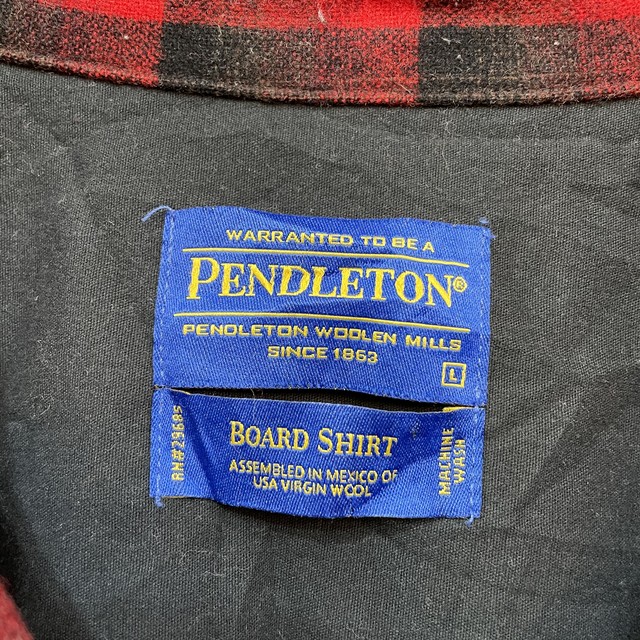 WARRANTED TO BE A
PENDLETON®
PENDLETON WOOLEN MILLS
SINCE 1863
L
RN#29685
BOARD SHIRT
ASSEMBLED IN MEXICO OF
USA VIRGIN WOOL
MACHINE
WASH